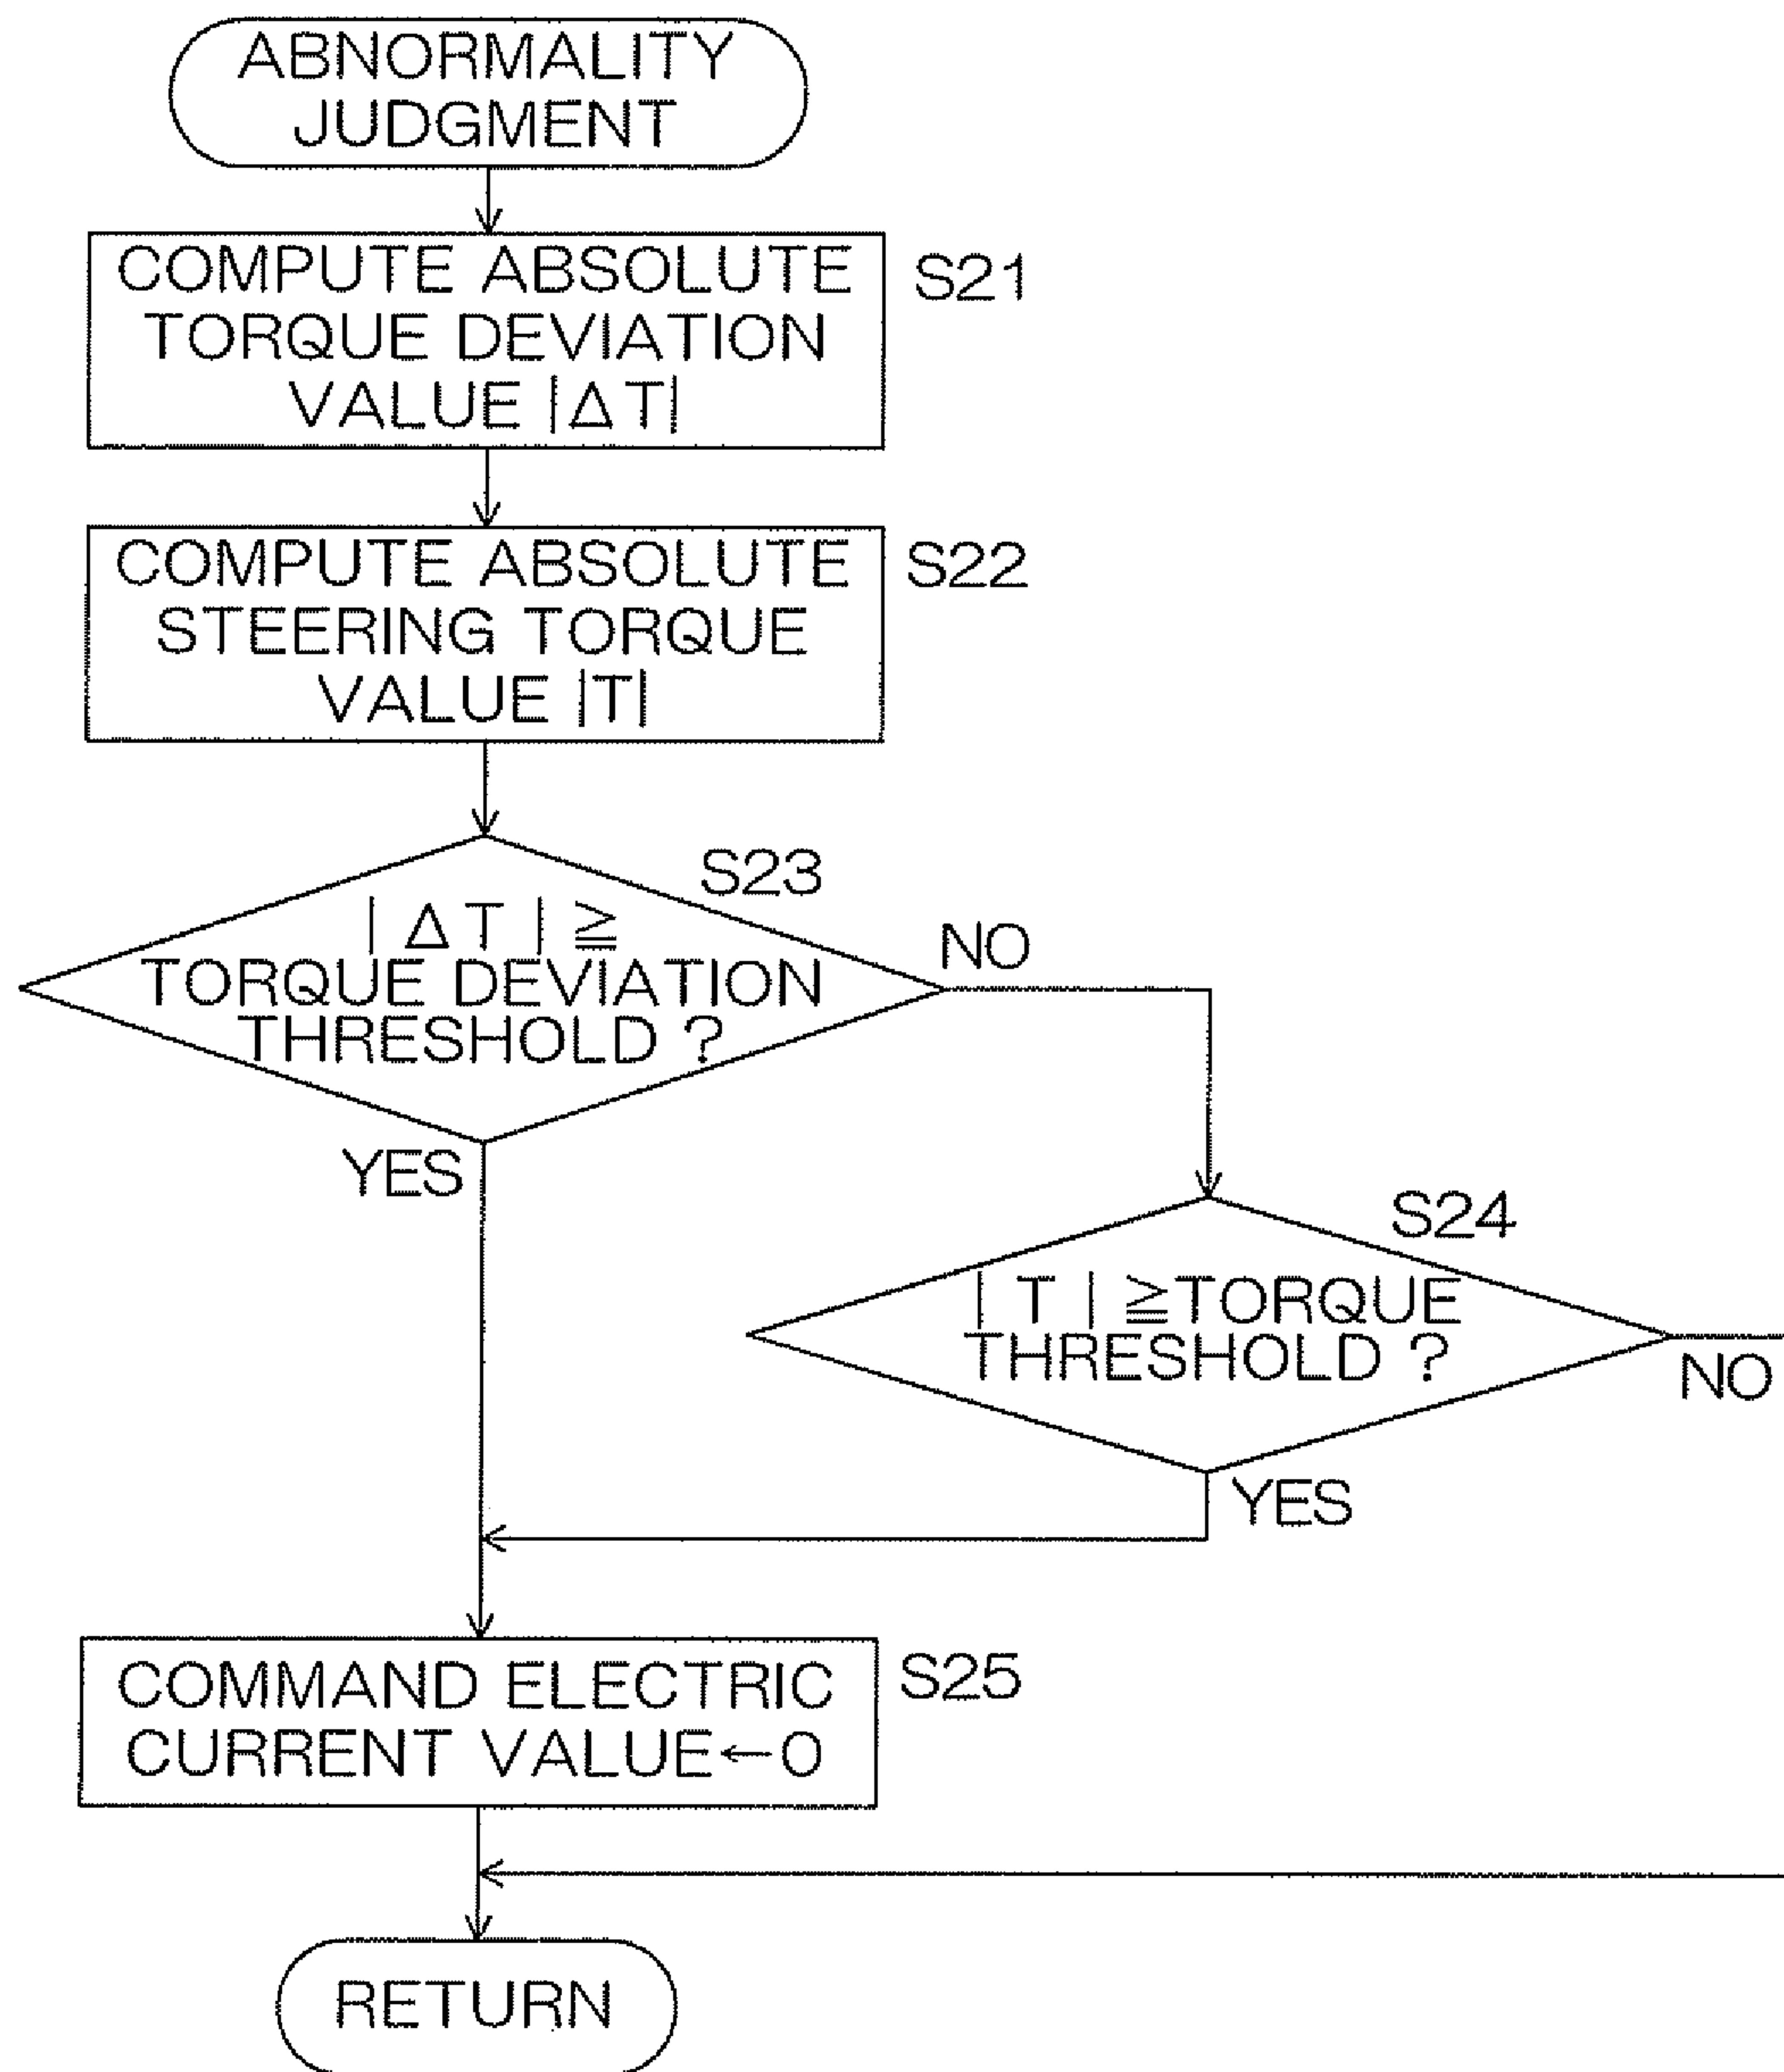 ABNORMALITY
JUDGMENT
COMPUTE ABSOLUTE
TORQUE DEVIATION
VALUE |ΔT|
S21
COMPUTE ABSOLUTE
STEERING TORQUE
VALUE |T|
S22
S23
| ΔT | ≧
TORQUE DEVIATION
THRESHOLD ?
NO
YES
S24
| T | ≧TORQUE
THRESHOLD ?
NO
YES
COMMAND ELECTRIC
CURRENT VALUE←0
S25
RETURN